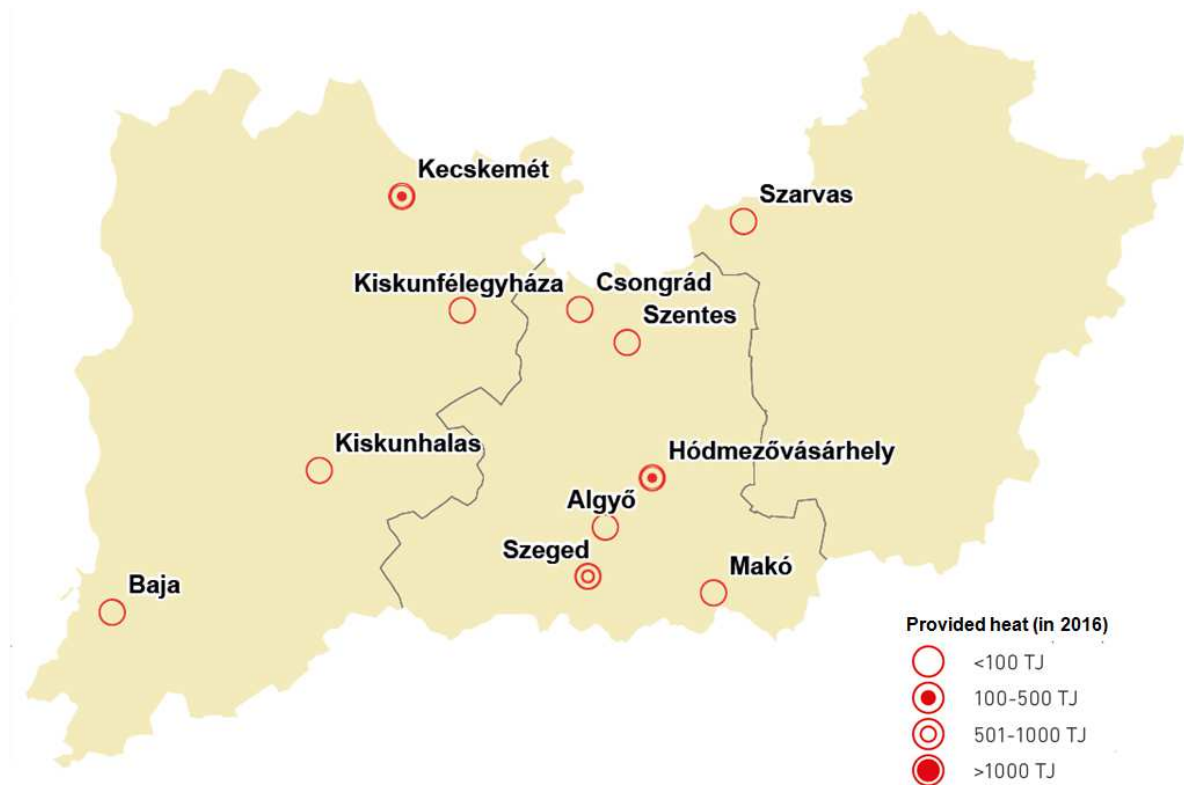 Kecskemét
Szarvas
Kiskunfélegyháza
Csongrád
Szentes
Kiskunhalas
Hódmezővásárhely
Algyő
Szeged
Makó
Baja
Provided heat (in 2016)
<100 TJ
100-500 TJ
501-1000 TJ
>1000 TJ